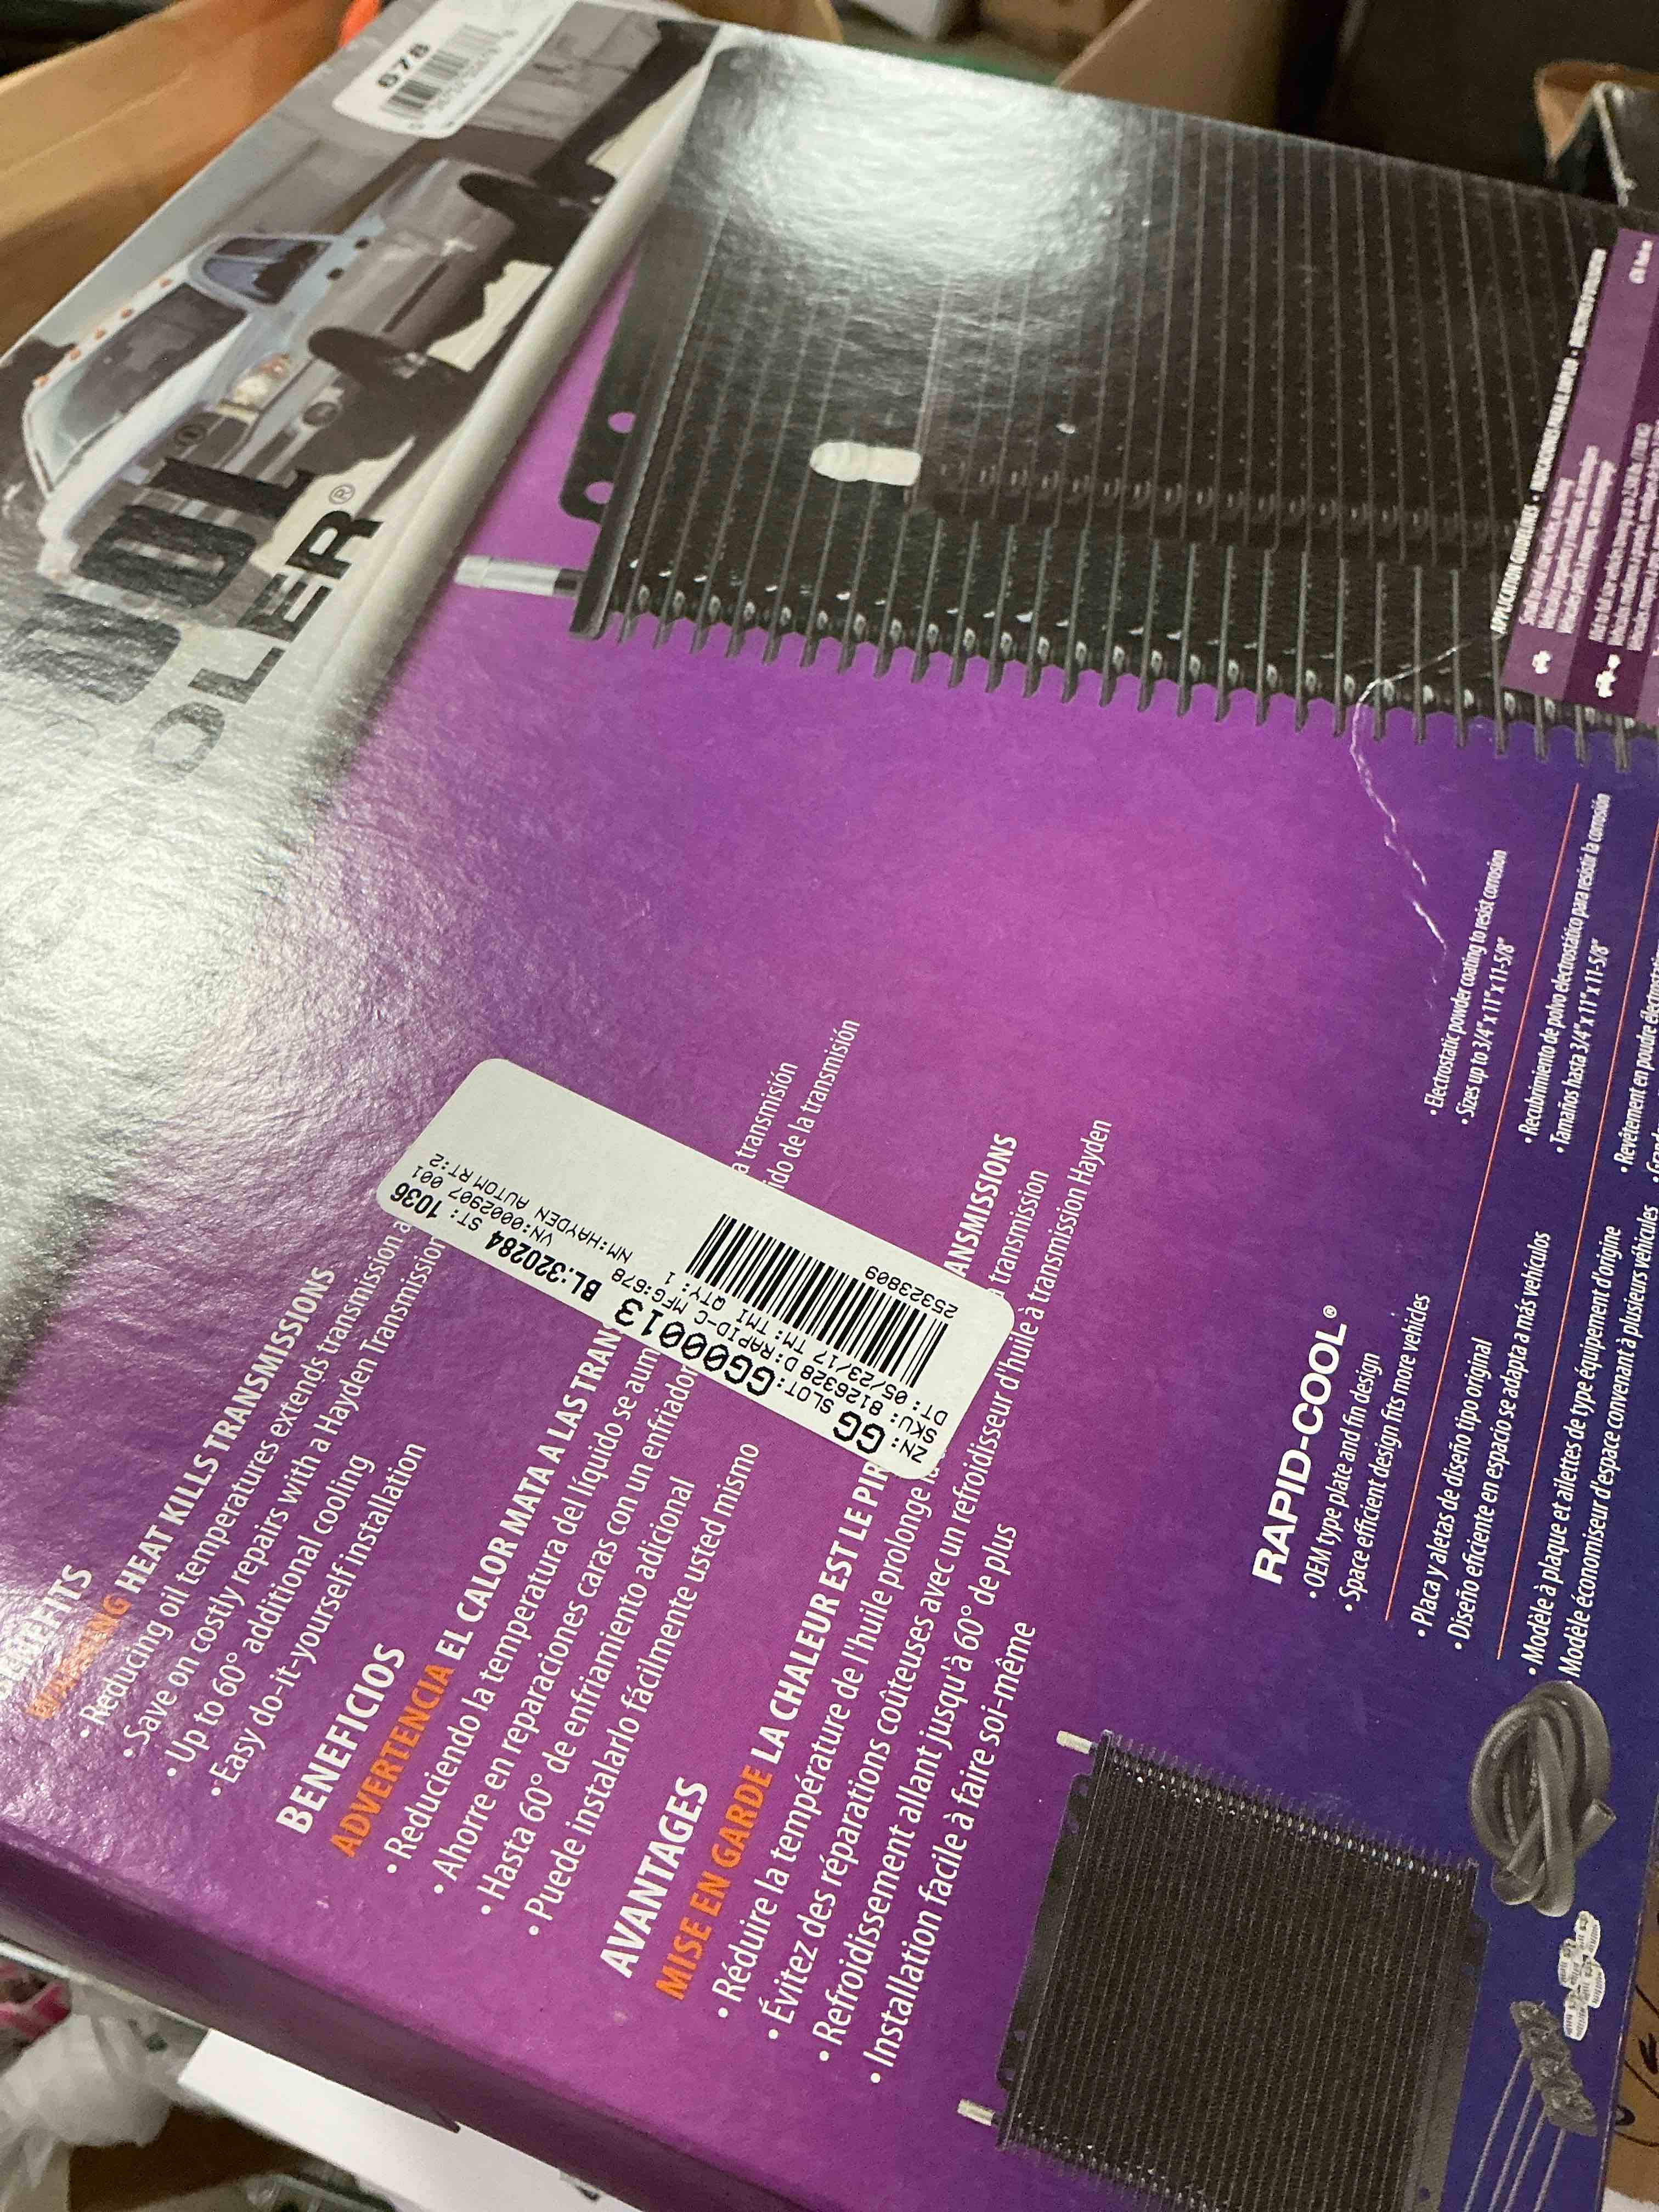 678
OOL
OLER®
BENEFITS
WARNING HEAT KILLS TRANSMISSIONS
• Reducing oil temperatures extends transmission
• Save on costly repairs with a Hayden Transmission
• Up to 60° additional cooling
• Easy do-it-yourself installation
BENEFICIOS
ADVERTENCIA EL CALOR MATA A LAS TRAN
• Reduciendo la temperatura del líquido se aum
a transmisión
• Ahorre en reparaciones caras con un enfriador
ido de la transmisión
• Hasta 60° de enfriamiento adicional
• Puede instalarlo fácilmente usted mismo
AVANTAGES
MISE EN GARDE LA CHALEUR EST LE PIR
ANSMISSIONS
• Réduire la température de l'huile prolonge
transmission
• Évitez des réparations coûteuses avec un refroidisseur d'huile à transmission Hayden
• Refroidissement allant jusqu'à 60° de plus
• Installation facile à faire soi-même
ZN: GG SLOT: GG00013 BL:320284 ST: 1036
SKU: 8126328 D:RAPID-C MFG:678 VN:0002907 001
DT: 05/23/17 TM:TMI QTY: 1 NM:HAYDEN AUTOM RT:2
25323809
RAPID-COOL®
• OEM type plate and fin design
• Space efficient design fits more vehicles
• Electrostatic powder coating to resist corrosion
• Sizes up to 3/4" x 11" x 11-5/8"
• Placa y aletas de diseño tipo original
• Diseño eficiente en espacio se adapta a más vehículos
• Recubrimiento de polvo electrostático para resistir la corrosión
• Tamaños hasta 3/4" x 11" x 11-5/8"
• Modèle à plaque et ailettes de type équipement d'origine
Modèle économiseur d'espace convenant à plusieurs véhicules
• Revêtement en poudre
APPLICATION GUIDELINES •